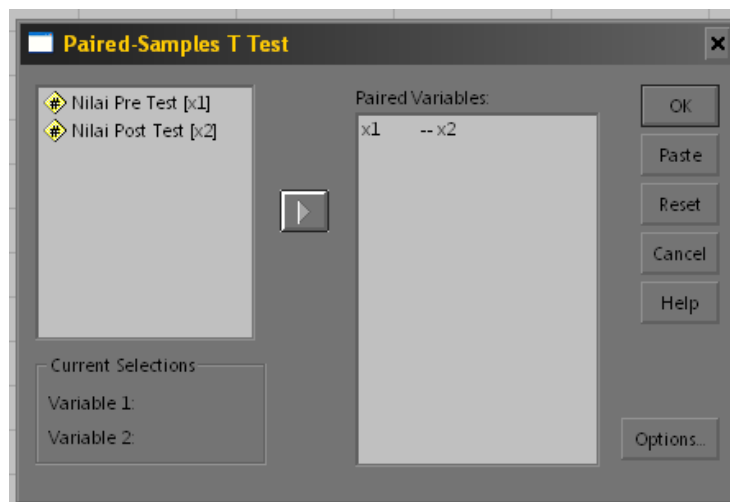 Paired-Samples T Test
Nilai Pre Test [x1]
Nilai Post Test [x2]
Current Selections
Variable 1:
Variable 2:
Paired Variables:
x1 -- x2
OK
Paste
Reset
Cancel
Help
Options...